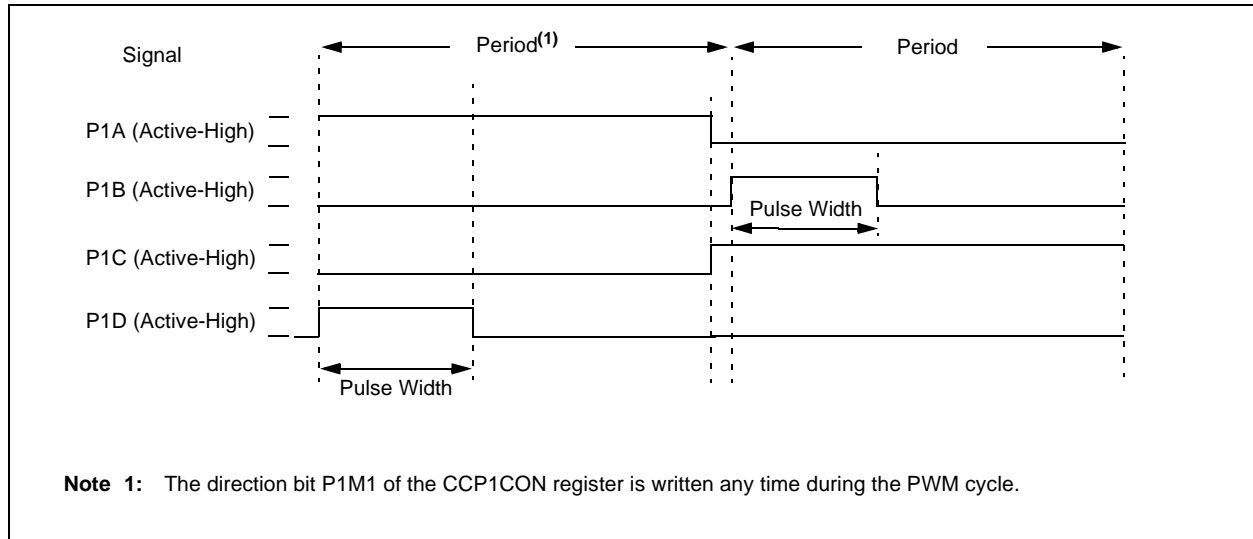 Signal
Period(1)
Period
P1A (Active-High)
P1B (Active-High)
Pulse Width
P1C (Active-High)
P1D (Active-High)
Pulse Width
Note 1: The direction bit P1M1 of the CCP1CON register is written any time during the PWM cycle.